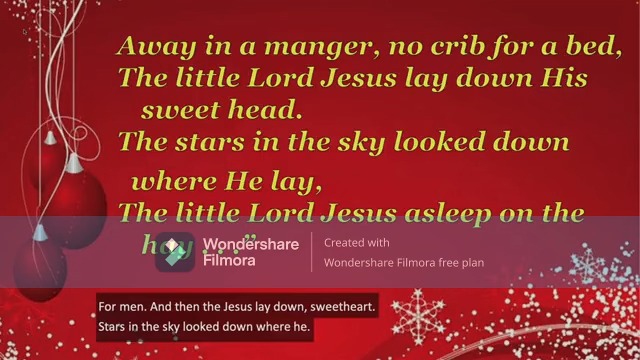 Away in a manger, no crib for a bed,
The little Lord Jesus lay down His
sweet head.
The stars in the sky looked down
where He lay,
The little Lord Jesus asleep on the
hay . . .”
Wondershare
Filmora
Created with
Wondershare Filmora free plan
For men. And then the Jesus lay down, sweetheart.
Stars in the sky looked down where he.